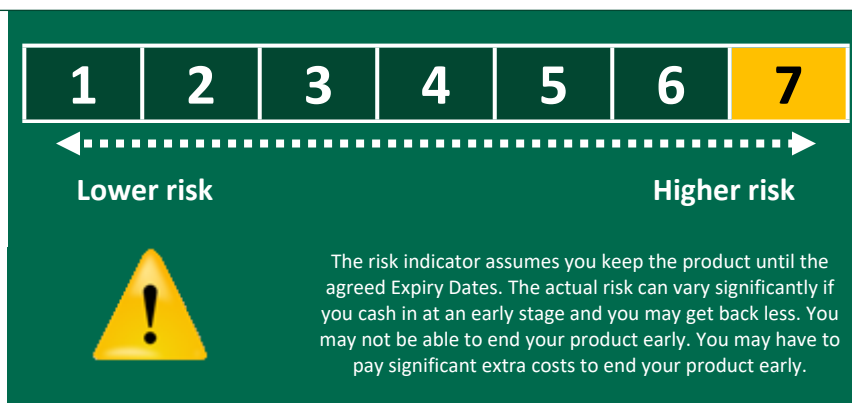 1 2 3 4 5 6 7
Lower risk Higher risk
The risk indicator assumes you keep the product until the
agreed Expiry Dates. The actual risk can vary significantly if
you cash in at an early stage and you may get back less. You
may not be able to end your product early. You may have to
pay significant extra costs to end your product early.